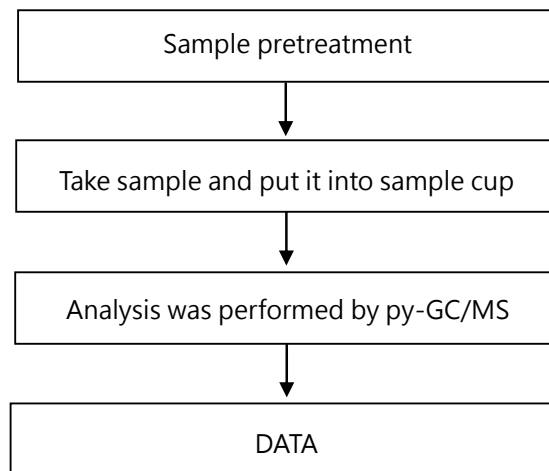 Sample pretreatment
Take sample and put it into sample cup
Analysis was performed by py-GC/MS
DATA